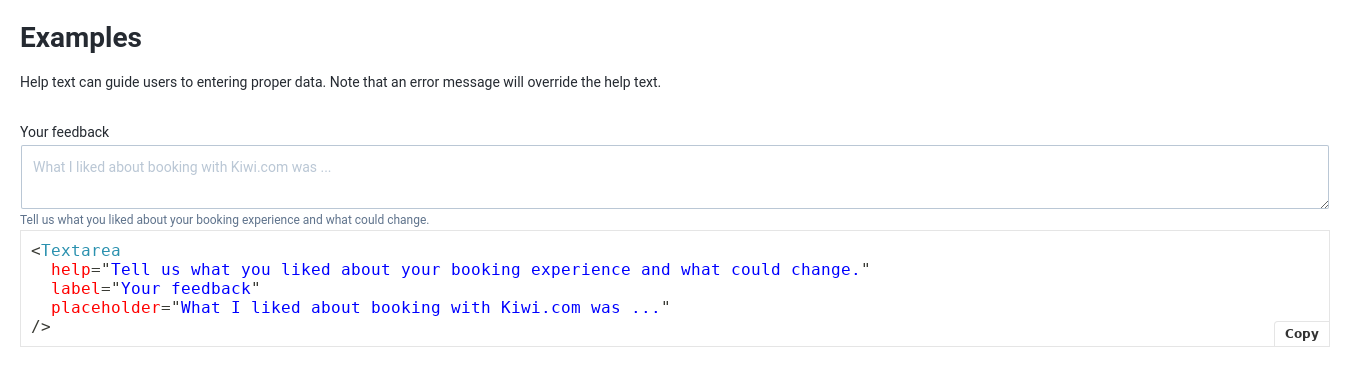 Examples
Help text can guide users to entering proper data. Note that an error message will override the help text.
Your feedback
What I liked about booking with Kiwi.com was ...
Tell us what you liked about your booking experience and what could change.
<Textarea
  help="Tell us what you liked about your booking experience and what could change."
  label="Your feedback"
  placeholder="What I liked about booking with Kiwi.com was ..."
/>
Copy